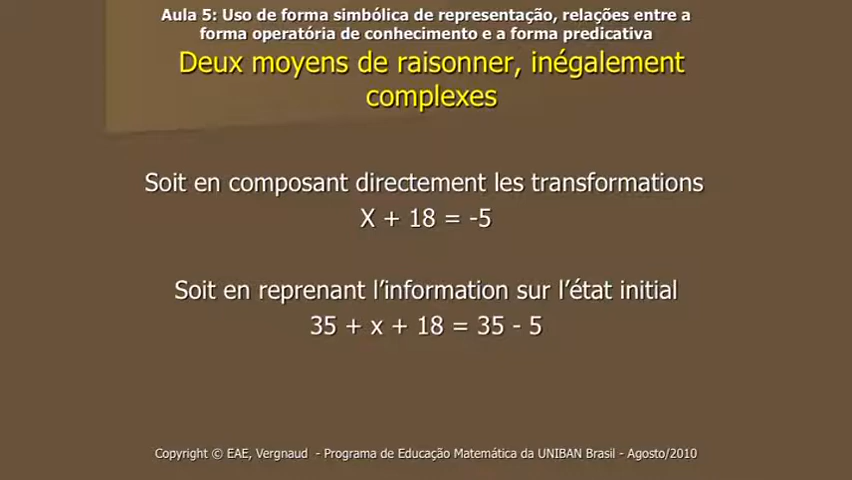 Aula 5: Uso de forma simbólica de representação, relações entre a
forma operatória de conhecimento e a forma predicativa
Deux moyens de raisonner, inégalement
complexes
Soit en composant directement les transformations
X + 18 = -5
Soit en reprenant l’information sur l’état initial
35 + x + 18 = 35 - 5
Copyright © EAE, Vergnaud - Programa de Educação Matemática da UNIBAN Brasil - Agosto/2010